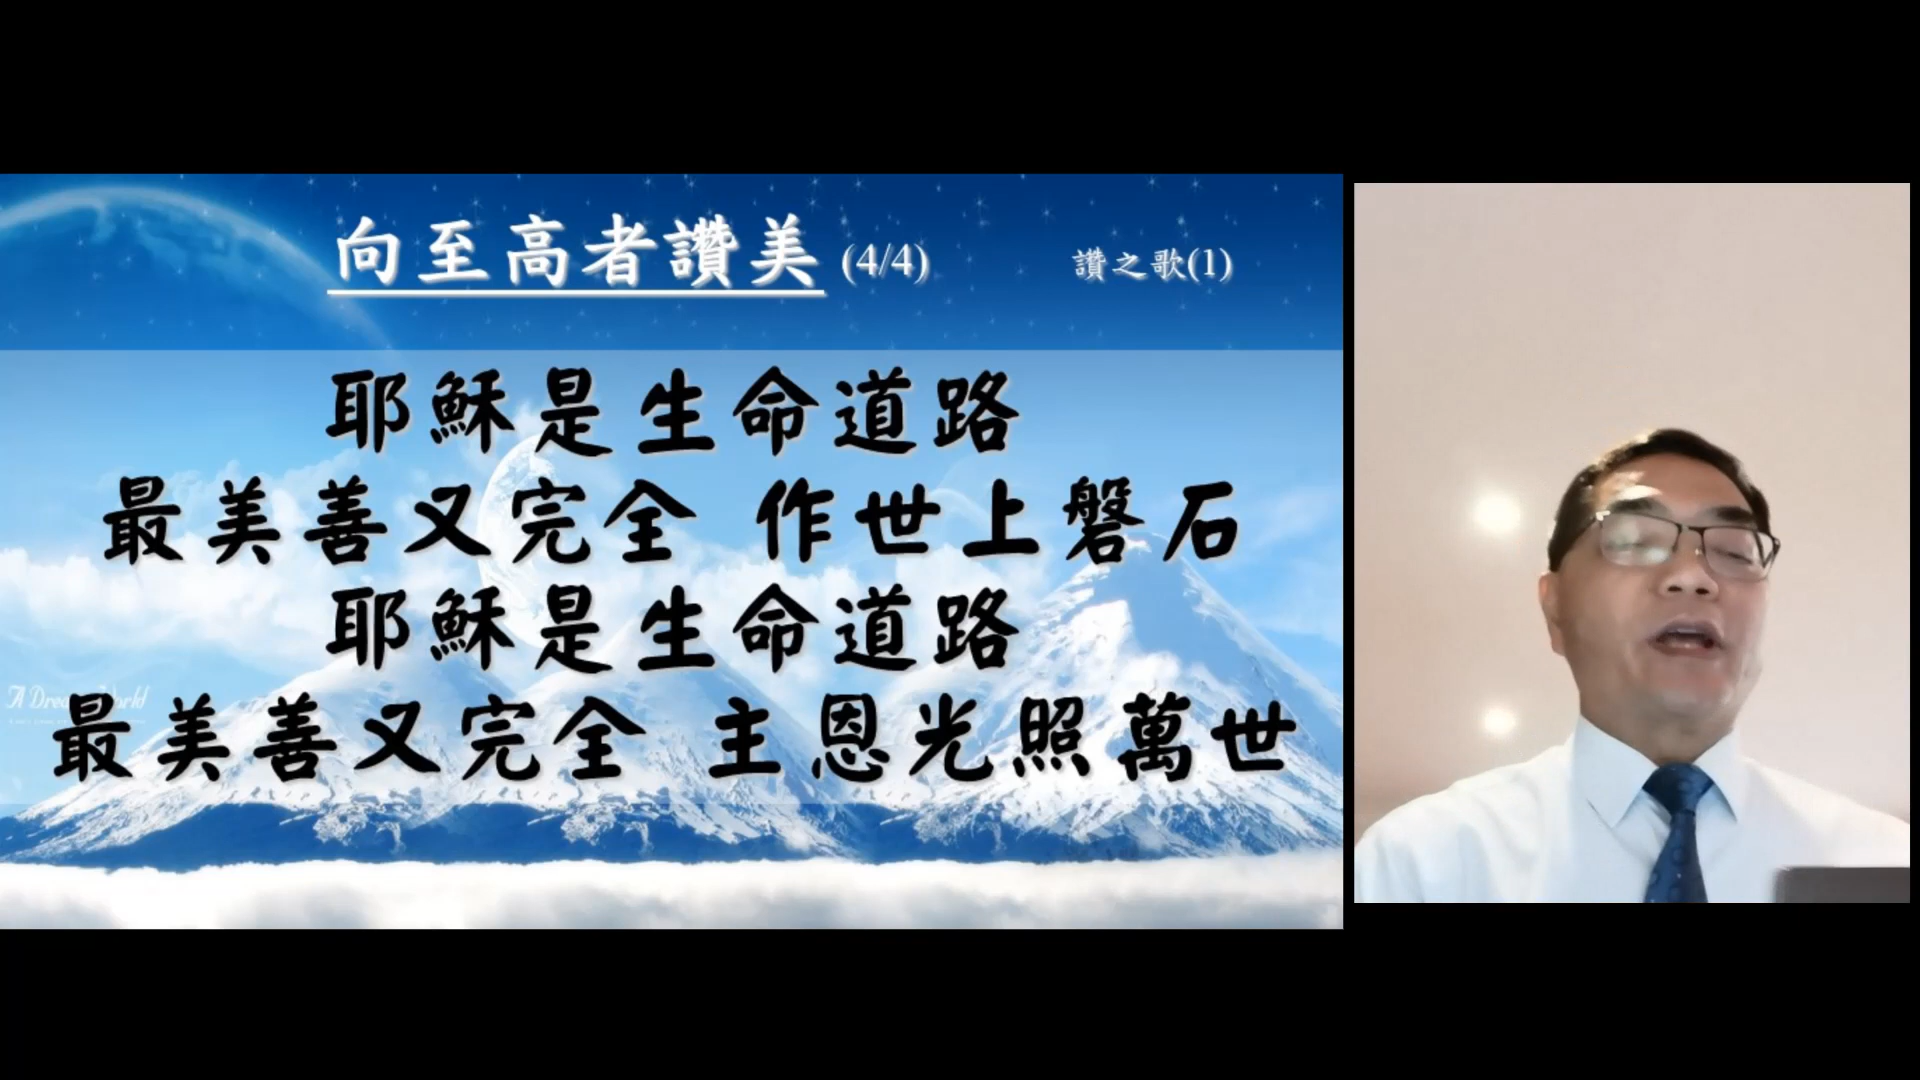 向至高者讚美 (4/4) 讚之歌(1)
耶穌是生命道路
最美善又完全 作世上磐石
耶穌是生命道路
最美善又完全 主恩光照萬世
A Dream World